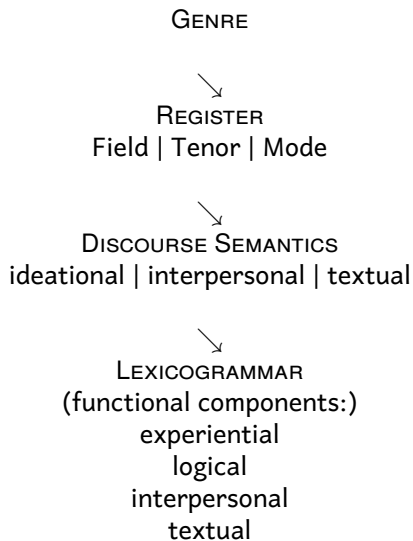 GENRE
↘
REGISTER
Field | Tenor | Mode
↘
DISCOURSE SEMANTICS
ideational | interpersonal | textual
↘
LEXICOGRAMMAR
(functional components:)
experiential
logical
interpersonal
textual